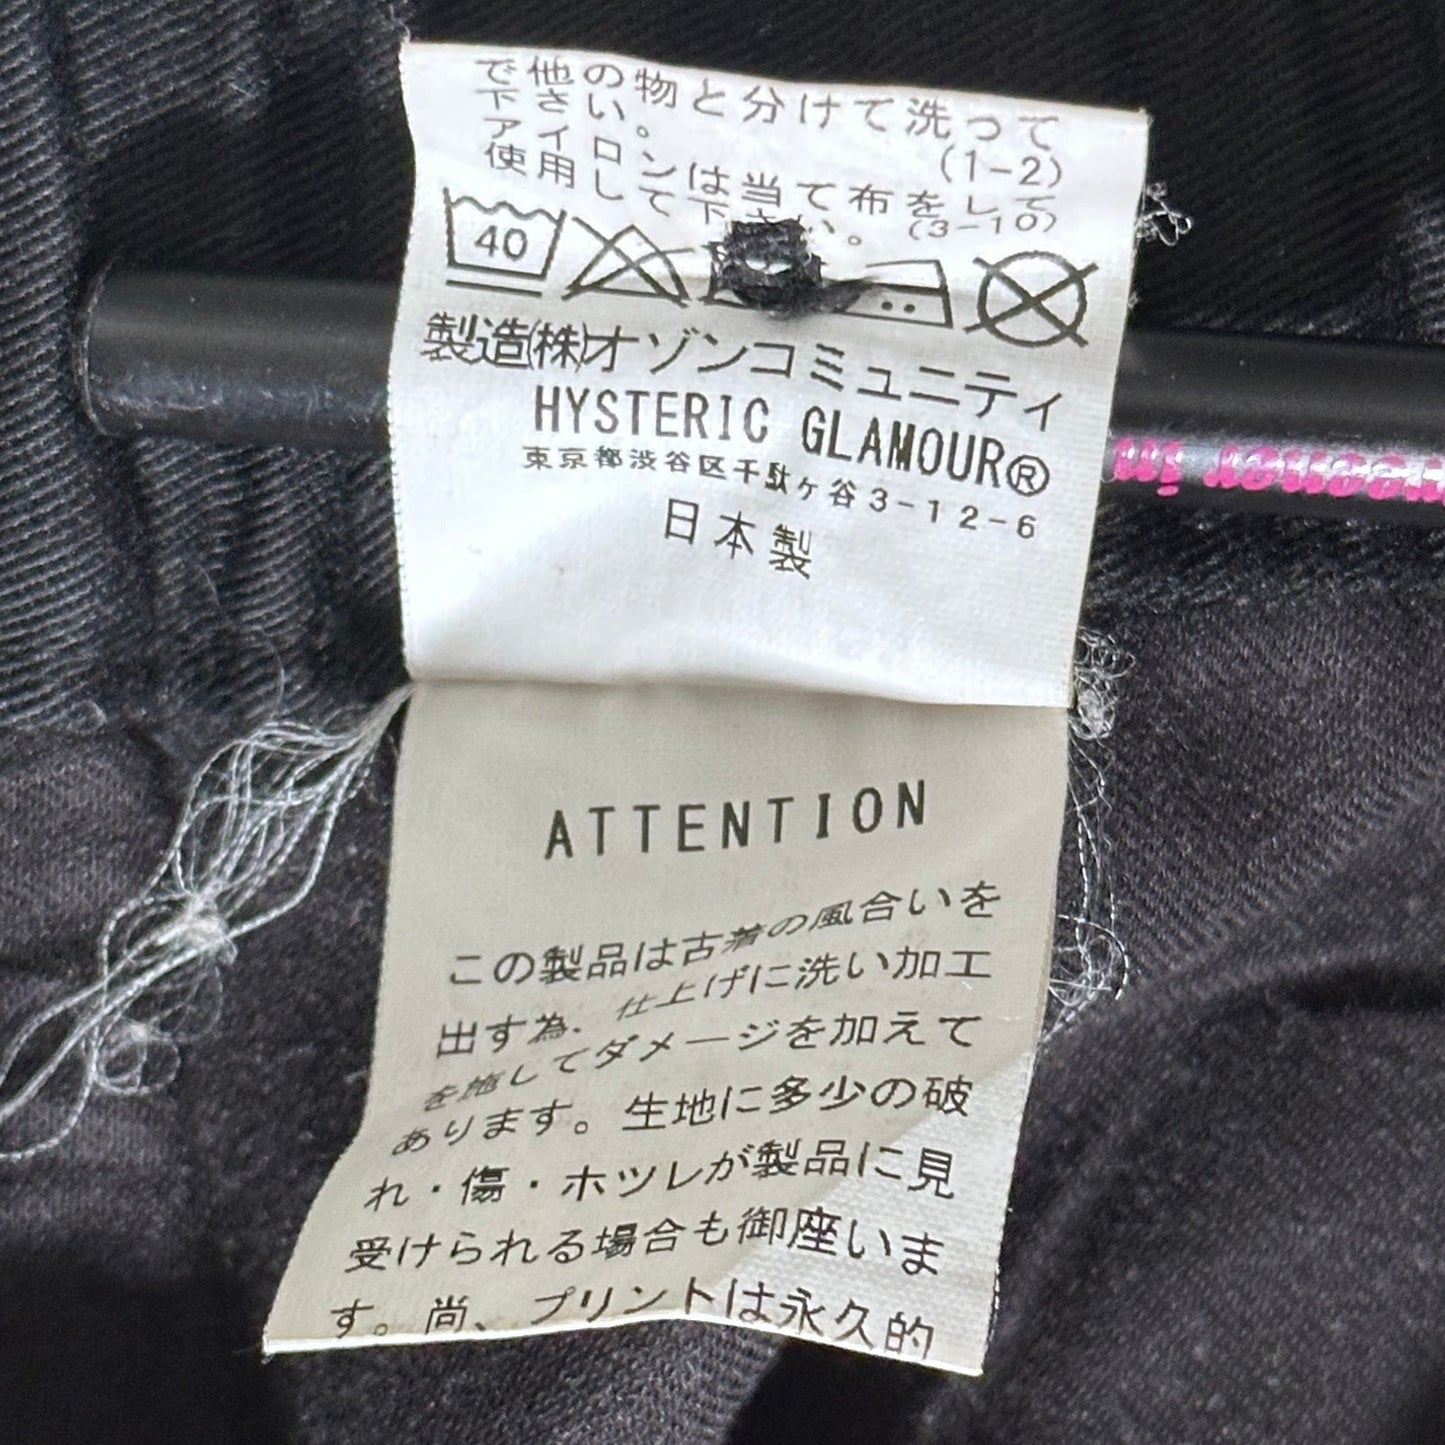 で他の物と分けて洗って
下さい。 (1-2)
アイロンは当て布をして
使用して下さい。 (3-10)
40
製造㈱オゾンコミュニティ
HYSTERIC GLAMOUR®
東京都渋谷区千駄ヶ谷3-12-6
日本製
ATTENTION
この製品は古着の風合いを
出す為、仕上げに洗い加工
を施してダメージを加えて
あります。生地に多少の破
れ・傷・ホツレが製品に見
受けられる場合も御座いま
す。尚、プリントは永久的